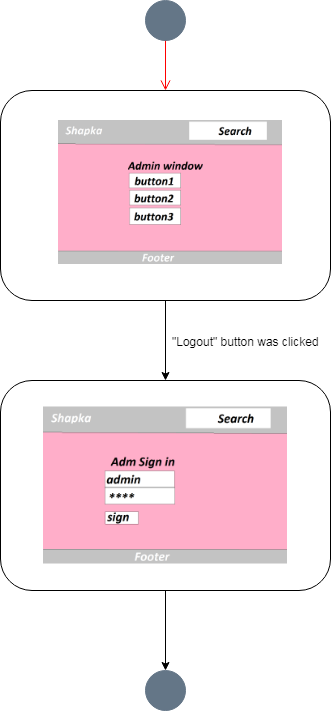 Shapka
Search
Admin window
button1
button2
button3
Footer
"Logout" button was clicked
Shapka
Search
Adm Sign in
admin
****
sign
Footer